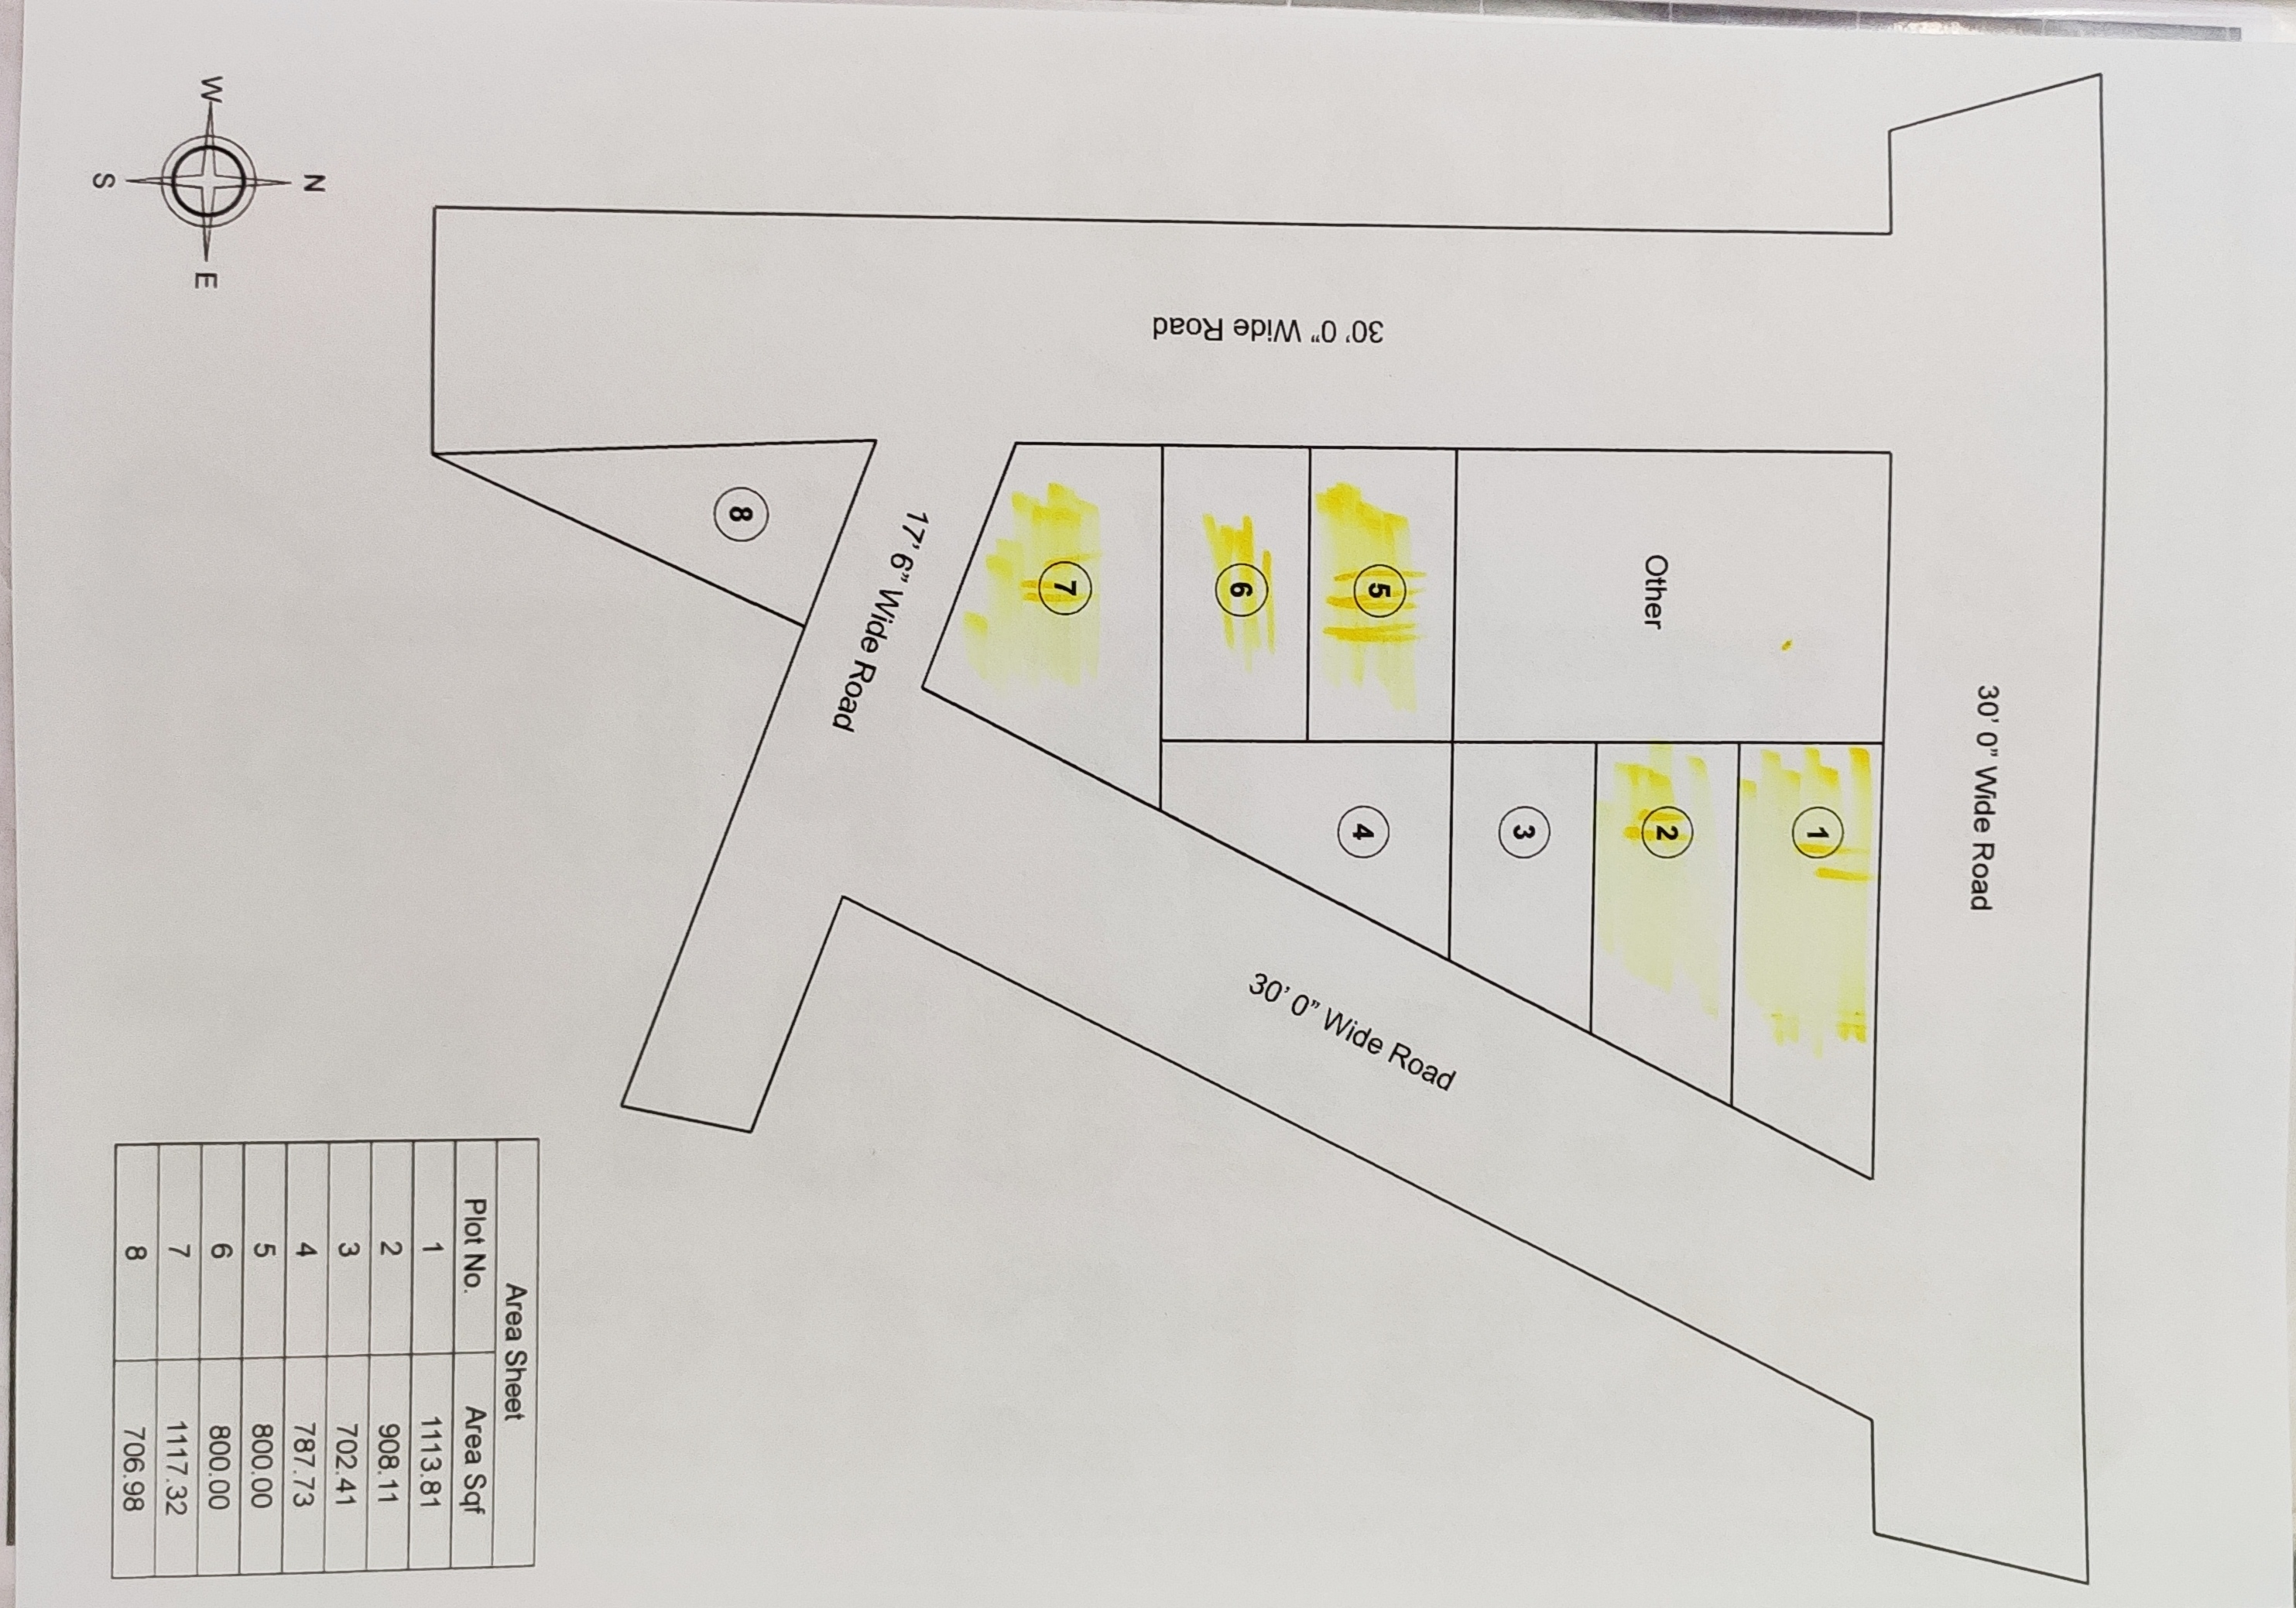 30' 0" Wide Road
Other
1
2
3
4
5
6
7
8
30' 0" Wide Road
30' 0" Wide Road
17' 6" Wide Road
W
N
S
E
Area Sheet
Plot No. Area Sqf
1 1113.81
2 908.11
3 702.41
4 787.73
5 800.00
6 800.00
7 1117.32
8 706.98